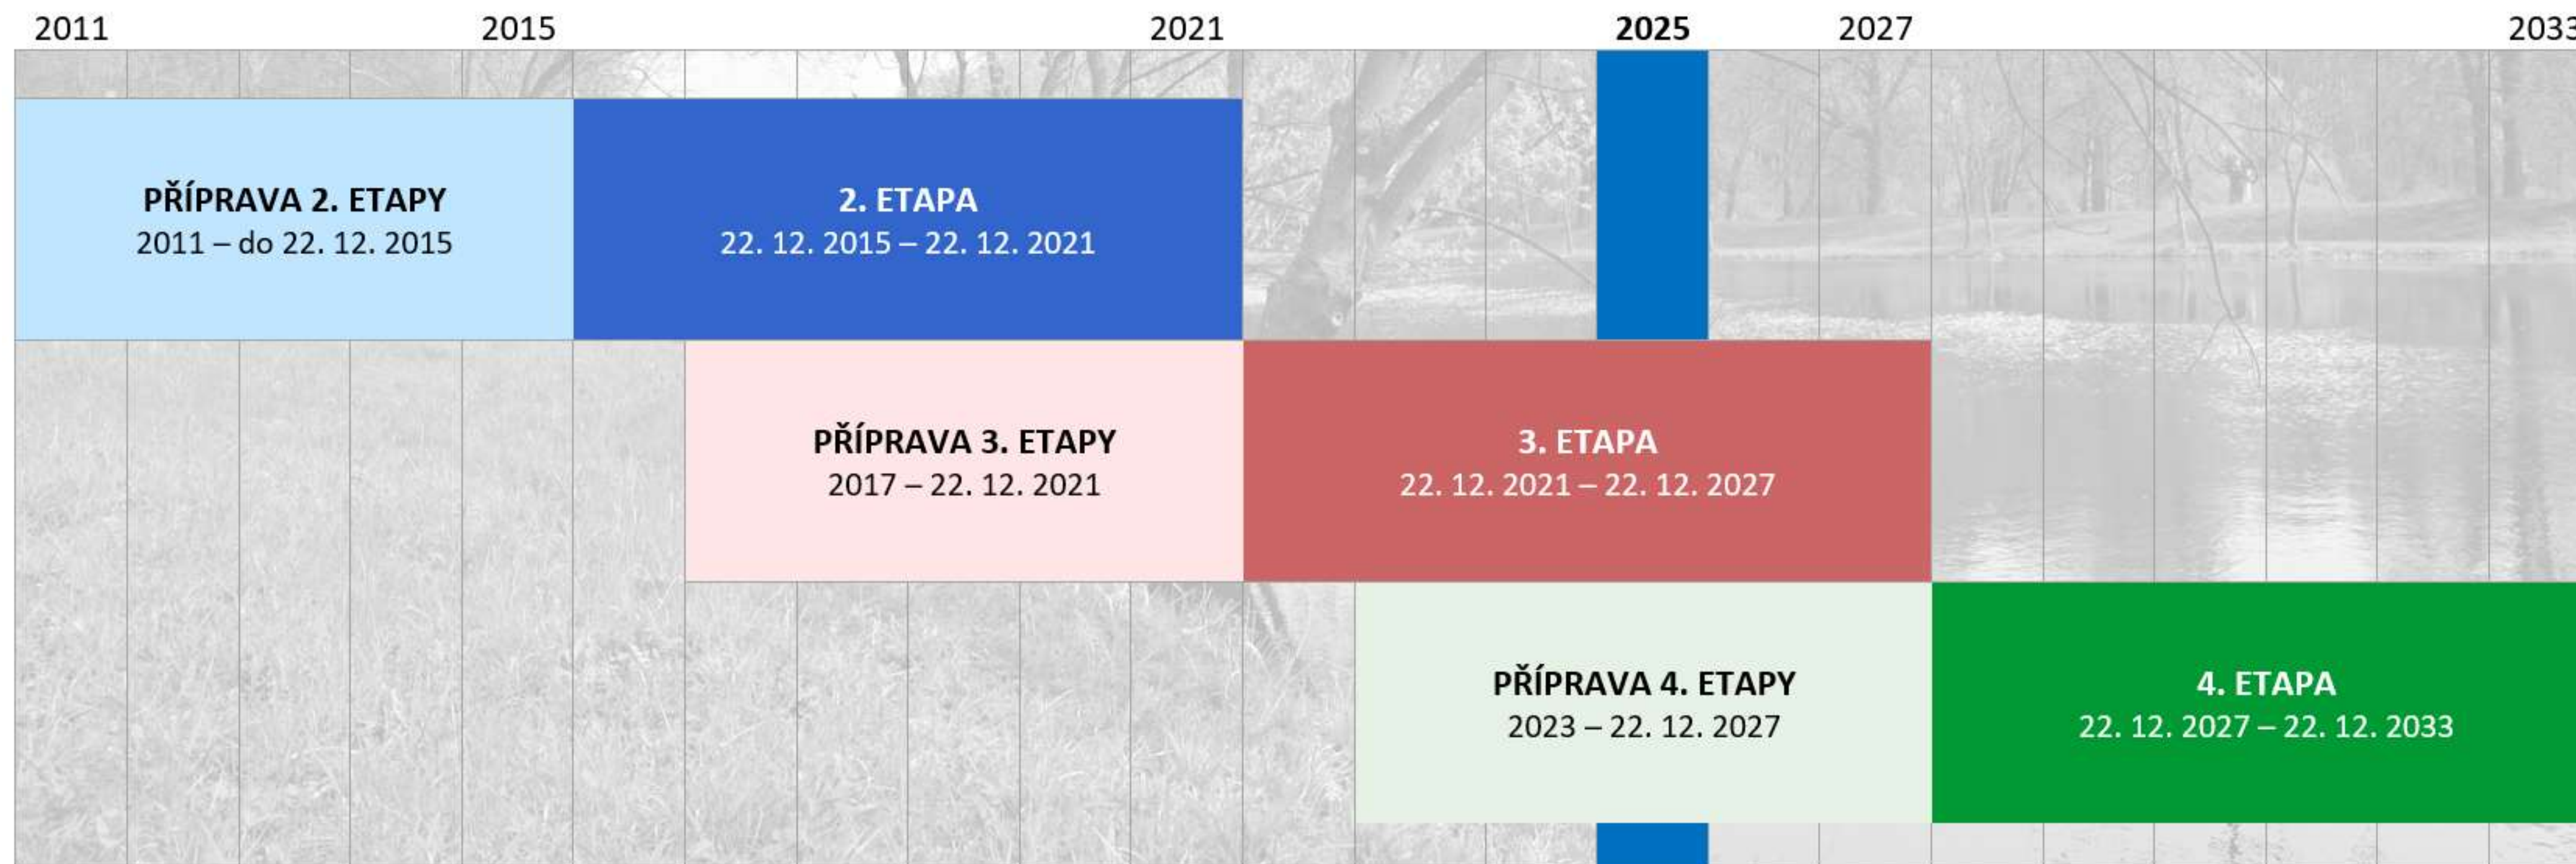 2011 2015 2021 2025 2027 2033
PŘÍPRAVA 2. ETAPY
2011 – do 22. 12. 2015
2. ETAPA
22. 12. 2015 – 22. 12. 2021
PŘÍPRAVA 3. ETAPY
2017 – 22. 12. 2021
3. ETAPA
22. 12. 2021 – 22. 12. 2027
PŘÍPRAVA 4. ETAPY
2023 – 22. 12. 2027
4. ETAPA
22. 12. 2027 – 22. 12. 2033